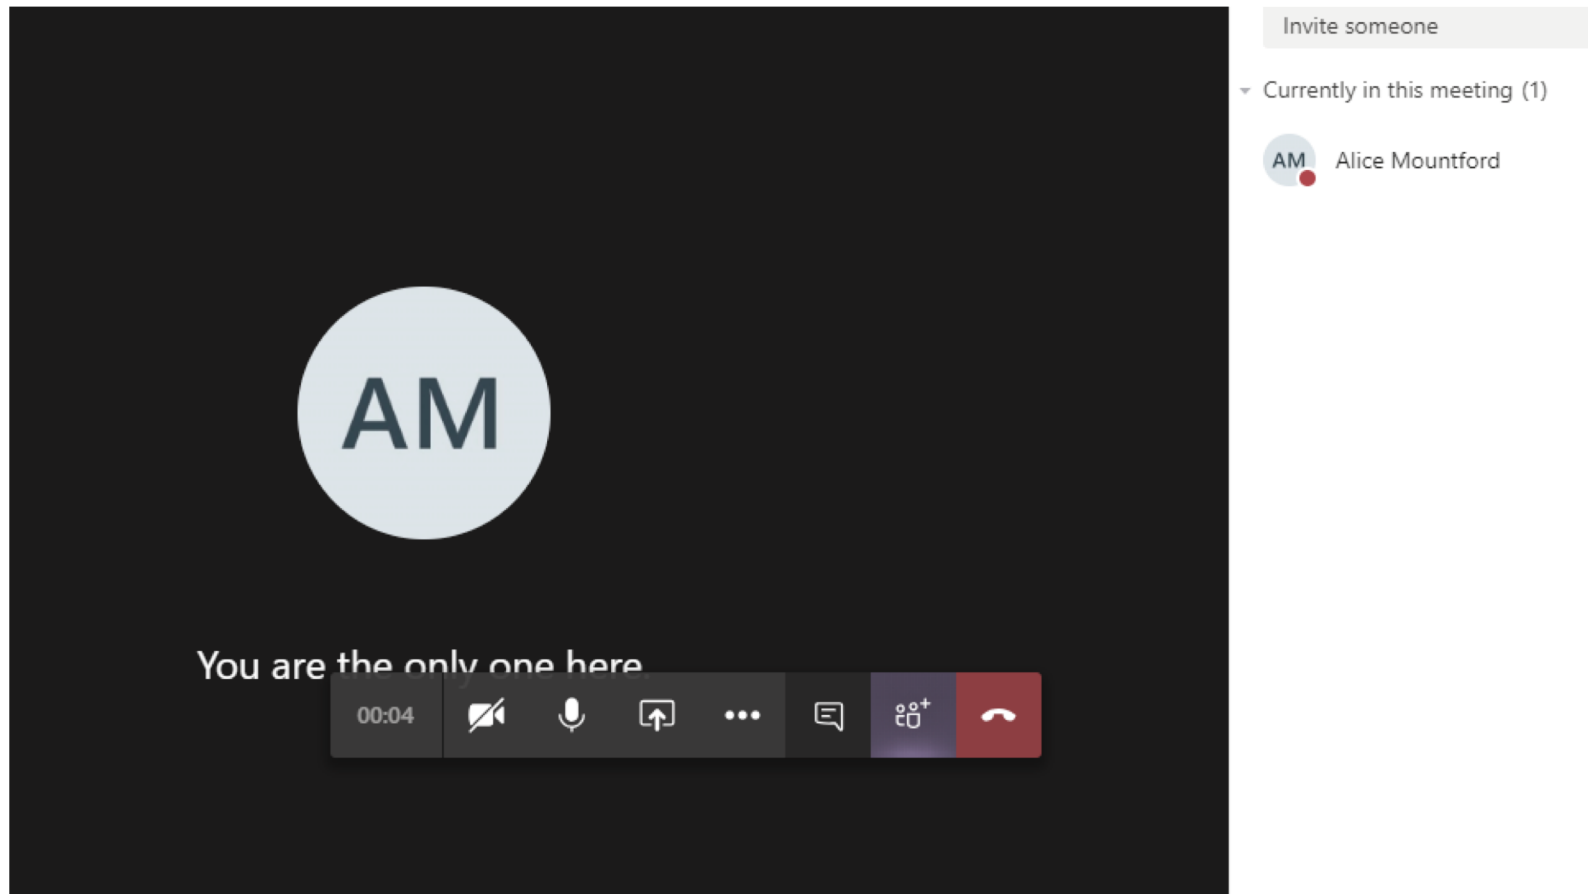 Invite someone
Currently in this meeting (1)
AM Alice Mountford
AM
You are the only one here.
00:04